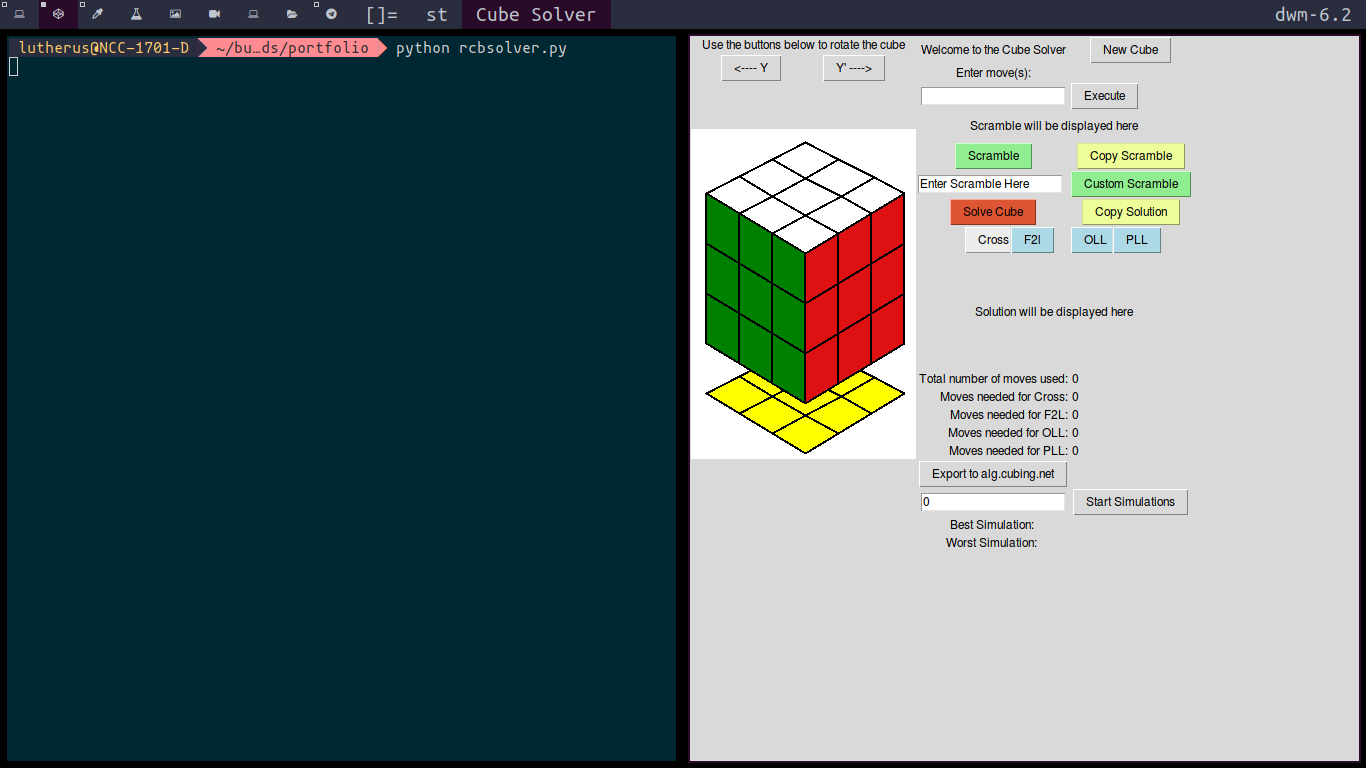 []= st Cube Solver dwm-6.2
lutherus@NCC-1701-D ~/bu…ds/portfolio python rcbsolver.py
Use the buttons below to rotate the cube
<---- Y Y' ---->
Welcome to the Cube Solver New Cube
Enter move(s):
Execute
Scramble will be displayed here
Scramble Copy Scramble
Enter Scramble Here Custom Scramble
Solve Cube Copy Solution
Cross F2l OLL PLL
Solution will be displayed here
Total number of moves used: 0
Moves needed for Cross: 0
Moves needed for F2L: 0
Moves needed for OLL: 0
Moves needed for PLL: 0
Export to alg.cubing.net
0 Start Simulations
Best Simulation:
Worst Simulation: